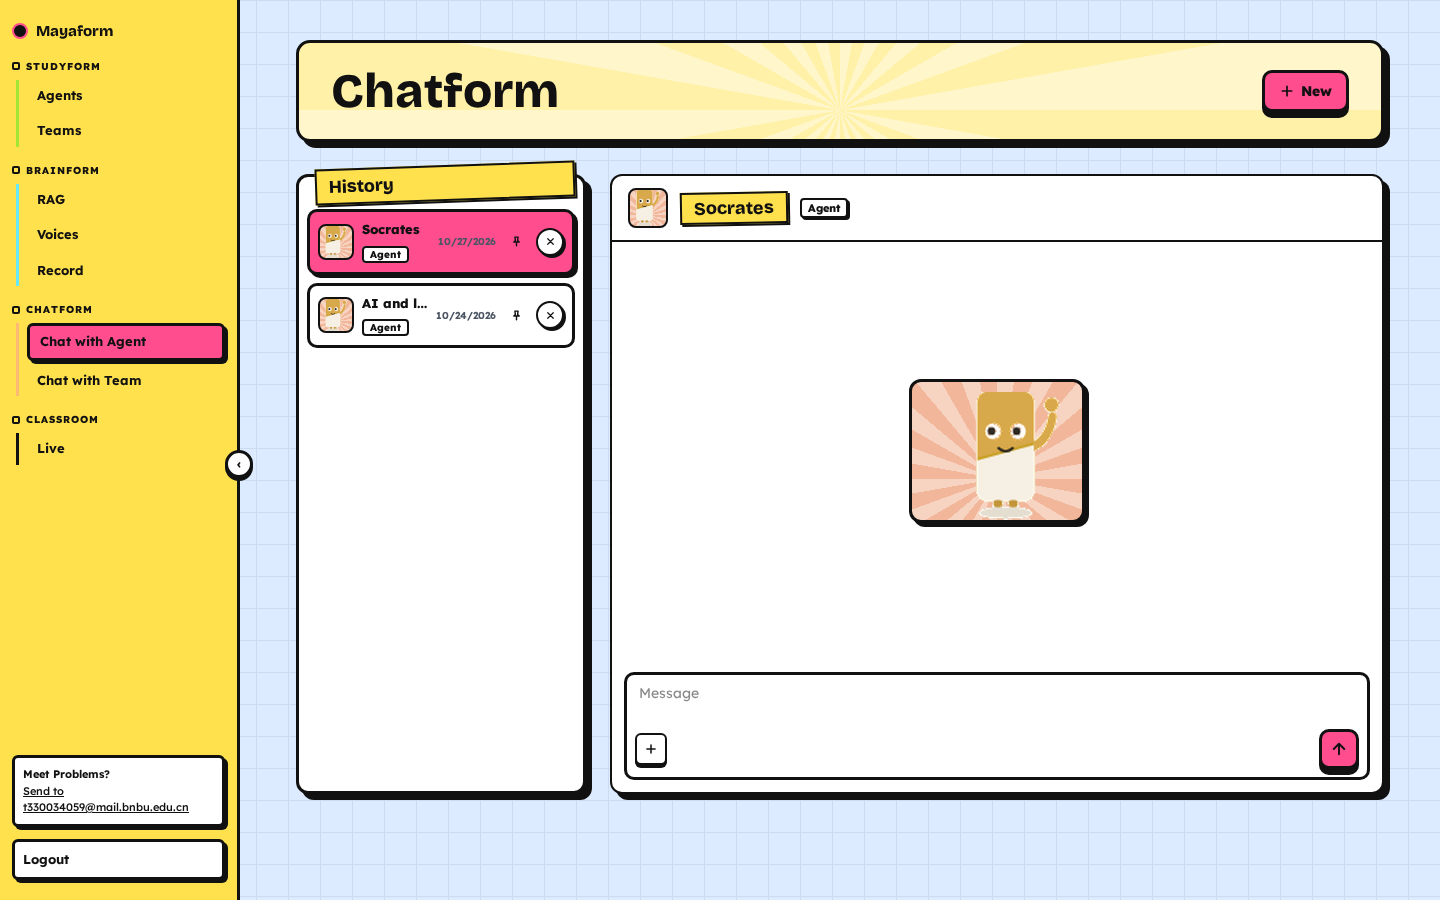 Mayaform
STUDYFORM
Agents
Teams
BRAINFORM
RAG
Voices
Record
CHATFORM
Chat with Agent
Chat with Team
CLASSROOM
Live
Meet Problems?
Send to
t330034059@mail.bnbu.edu.cn
Logout
Chatform
New
History
Socrates
10/27/2026
Agent
AI and l...
10/24/2026
Agent
Socrates
Agent
Message